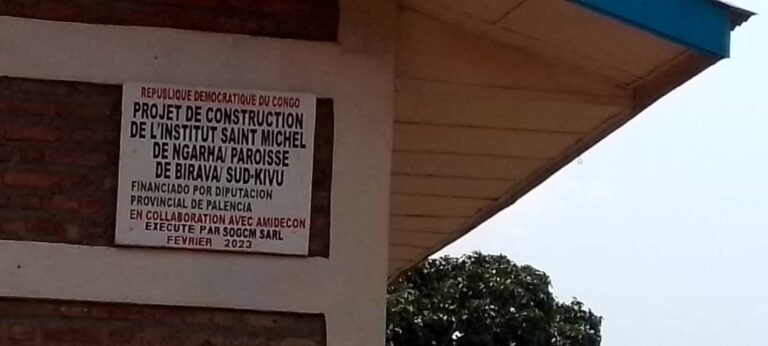 REPUBLIQUE DEMOCRATIQUE DU CONGO
PROJET DE CONSTRUCTION
DE L'INSTITUT SAINT MICHEL
DE NGARHA/ PAROISSE
DE BIRAVA/ SUD-KIVU
FINANCIADO POR DIPUTACION
PROVINCIAL DE PALENCIA
EN COLLABORATION AVEC AMIDECON
EXECUTE PAR SOGCM SARL
FEVRIER 2023